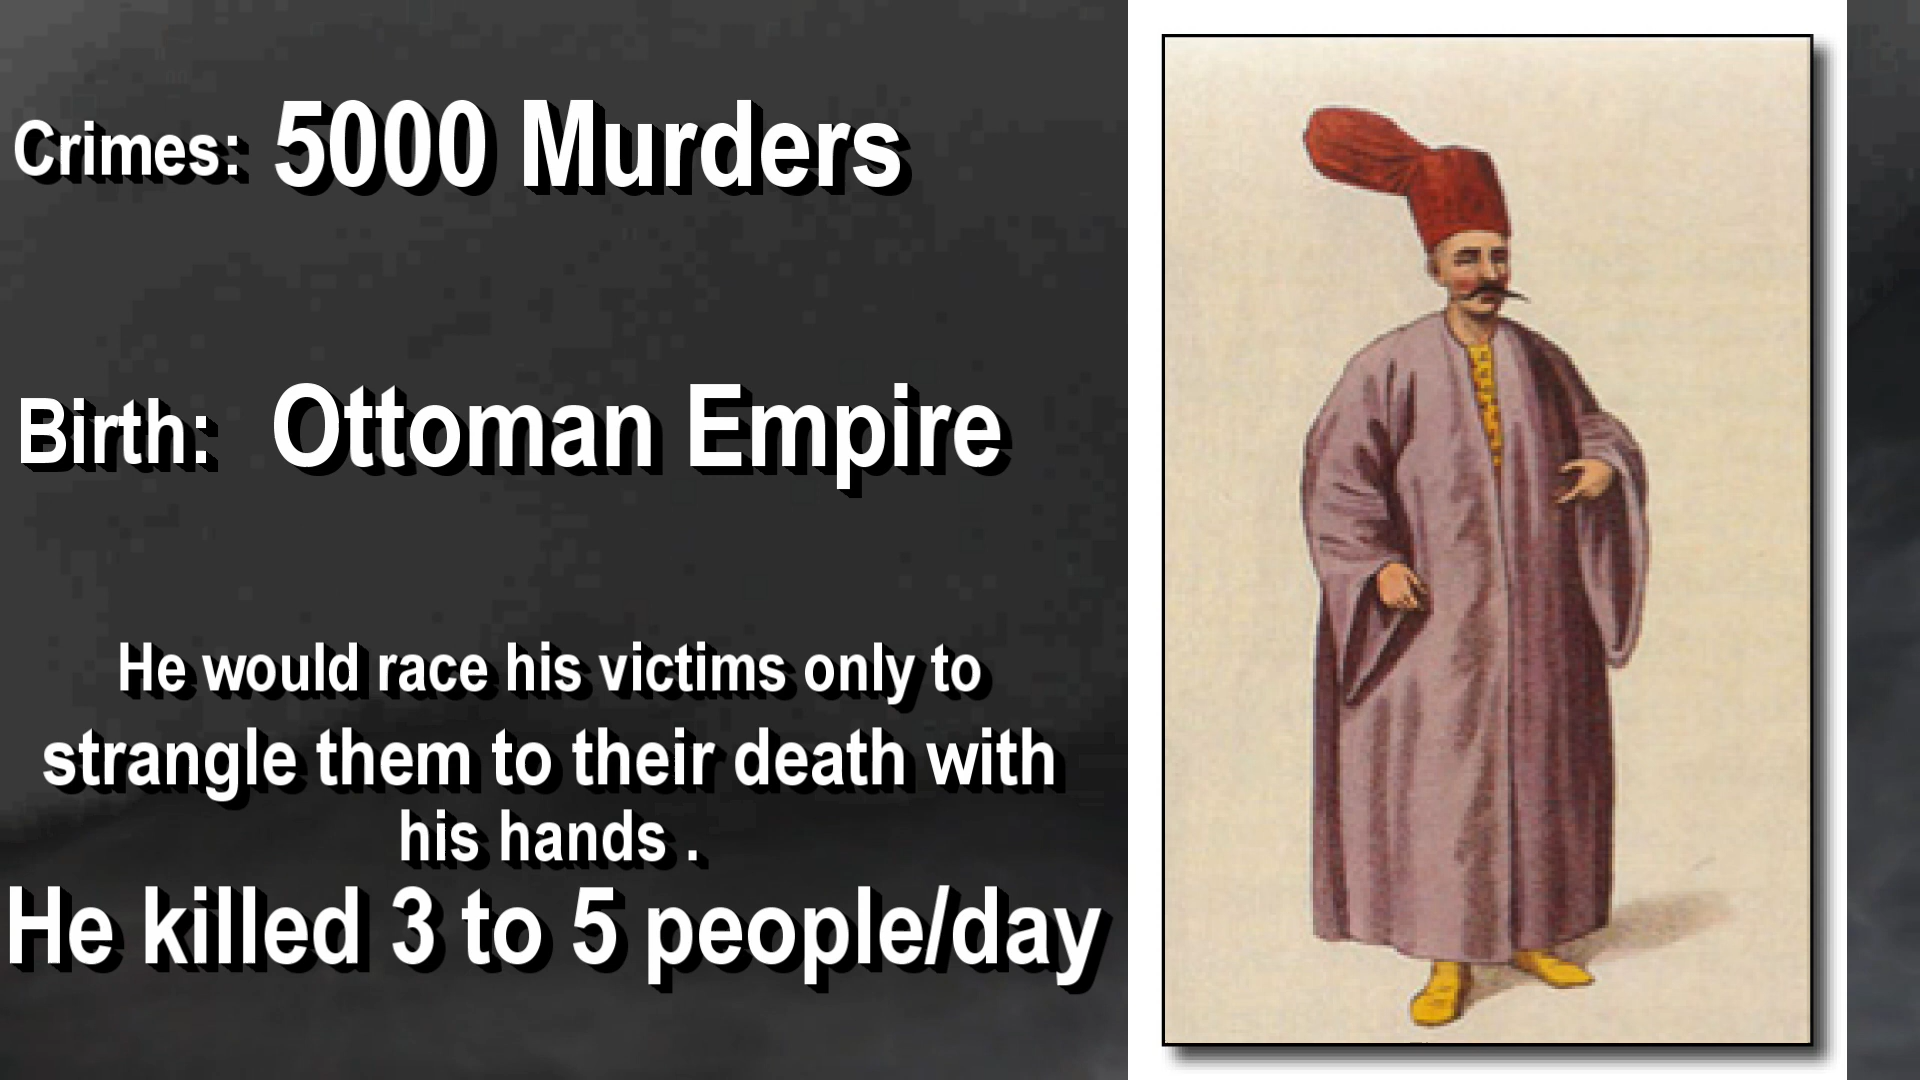 Crimes: 5000 Murders
Birth: Ottoman Empire
He would race his victims only to
strangle them to their death with
his hands .
He killed 3 to 5 people/day